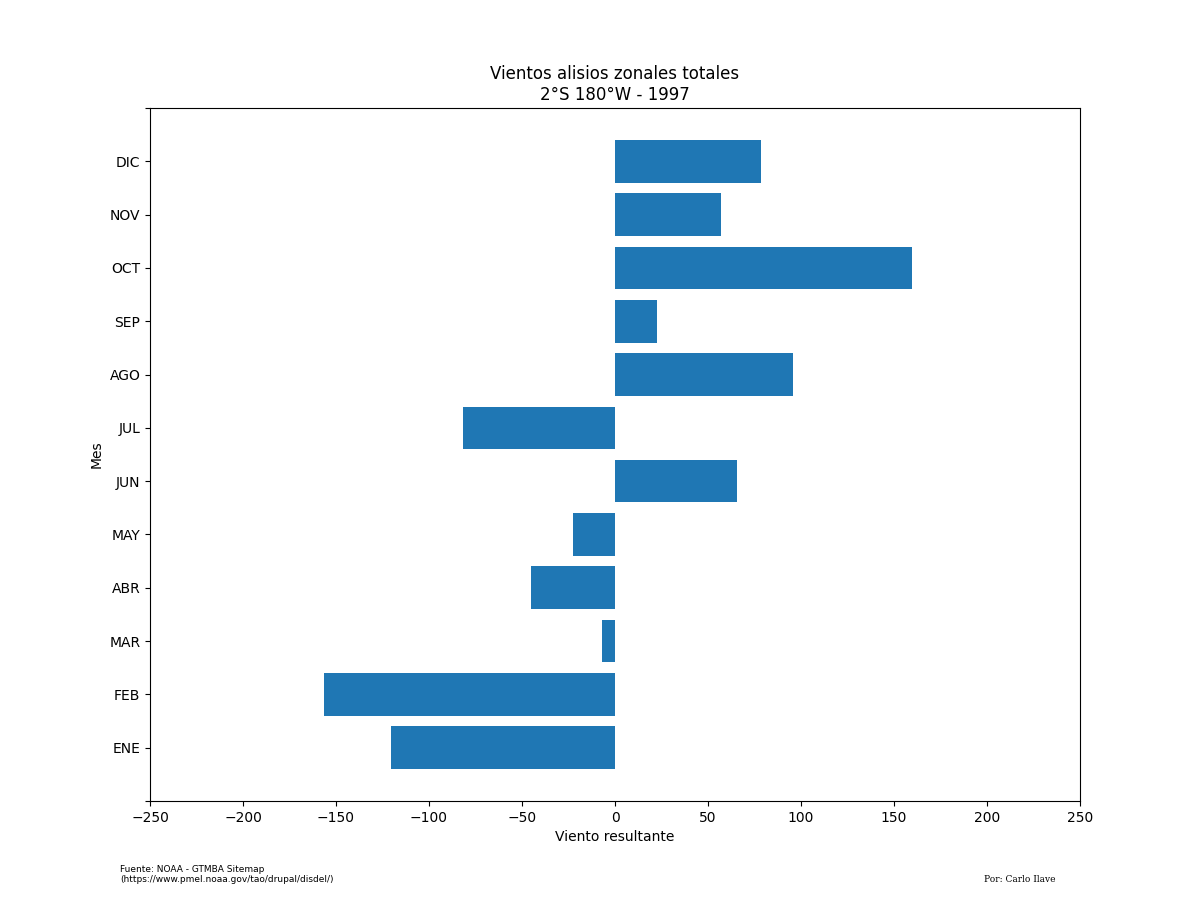 Vientos alisios zonales totales
2°S 180°W - 1997
DIC
NOV
OCT
SEP
AGO
JUL
JUN
MAY
ABR
MAR
FEB
ENE
Mes
−250 −200 −150 −100 −50 0 50 100 150 200 250
Viento resultante
Fuente: NOAA - GTMBA Sitemap
(https://www.pmel.noaa.gov/tao/drupal/disdel/)
Por: Carlo Ilave